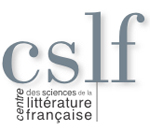 cslf
centre
des sciences de la
littérature
française